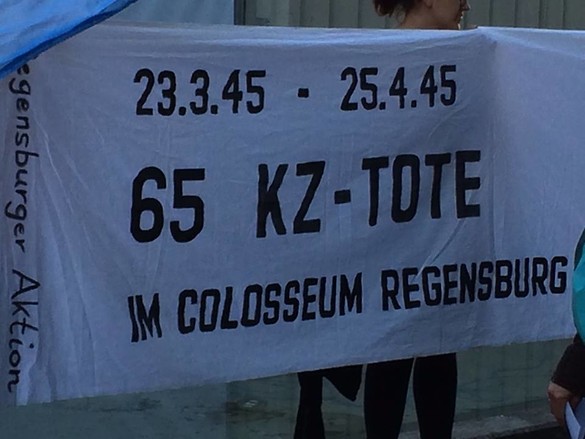 23.3.45 - 25.4.45
65 KZ-TOTE
IM COLOSSEUM REGENSBURG
egensburger Aktion